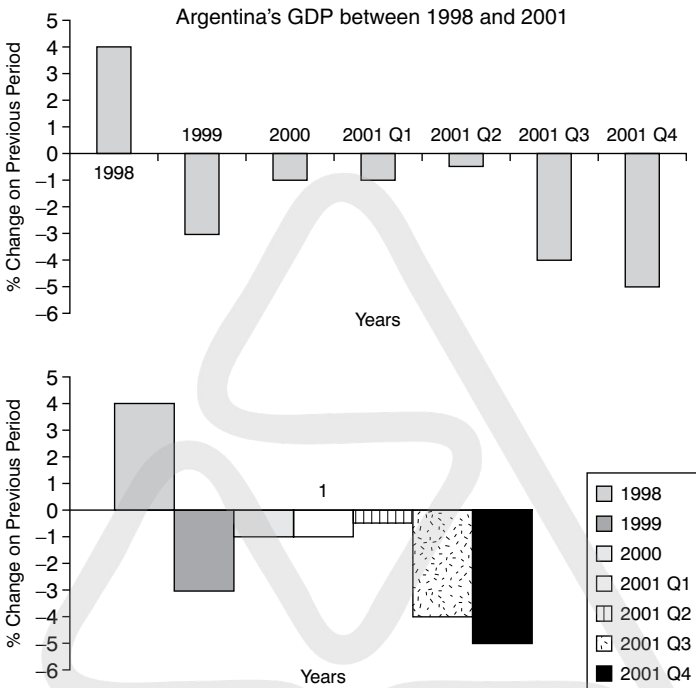 Argentina's GDP between 1998 and 2001
% Change on Previous Period
5
4
3
2
1
0
–1
–2
–3
–4
–5
–6
1998
1999
2000
2001 Q1
2001 Q2
2001 Q3
2001 Q4
Years
% Change on Previous Period
5
4
3
2
1
0
–1
–2
–3
–4
–5
–6
1
Years
1998
1999
2000
2001 Q1
2001 Q2
2001 Q3
2001 Q4